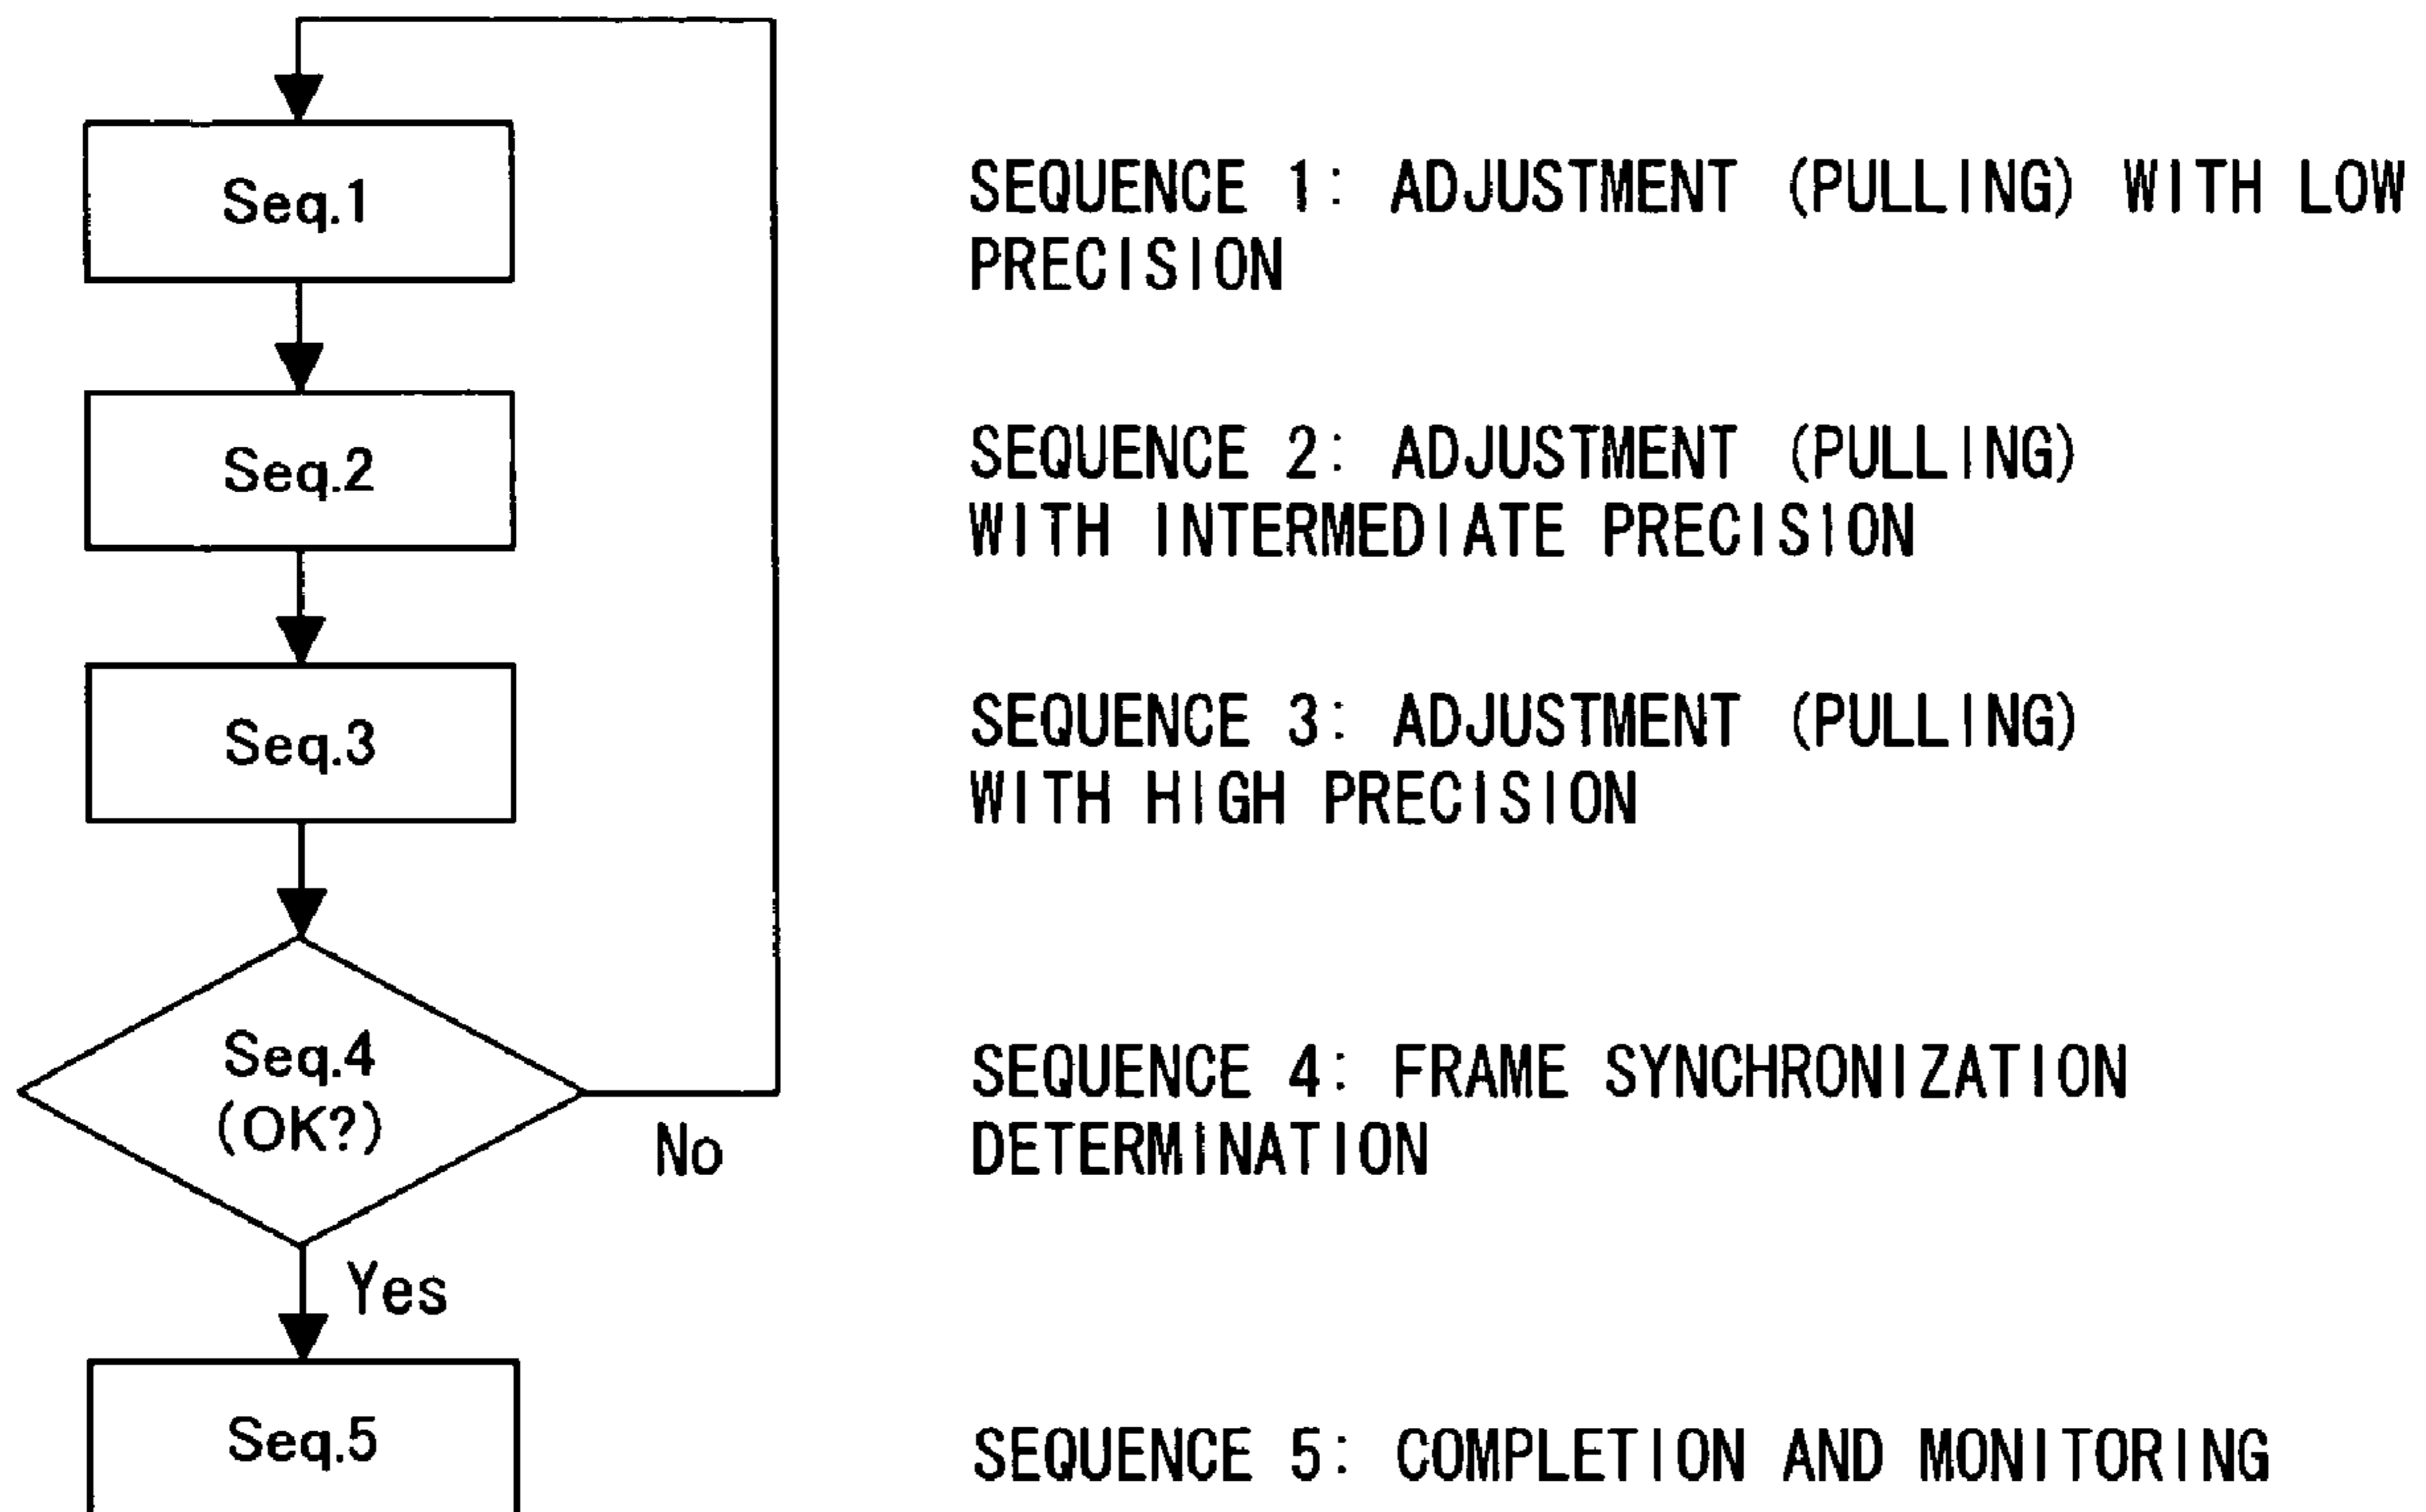 Seq.1
SEQUENCE 1: ADJUSTMENT (PULLING) WITH LOW
PRECISION
Seq.2
SEQUENCE 2: ADJUSTMENT (PULLING)
WITH INTERMEDIATE PRECISION
Seq.3
SEQUENCE 3: ADJUSTMENT (PULLING)
WITH HIGH PRECISION
Seq.4
(OK?)
No
SEQUENCE 4: FRAME SYNCHRONIZATION
DETERMINATION
Yes
Seq.5
SEQUENCE 5: COMPLETION AND MONITORING